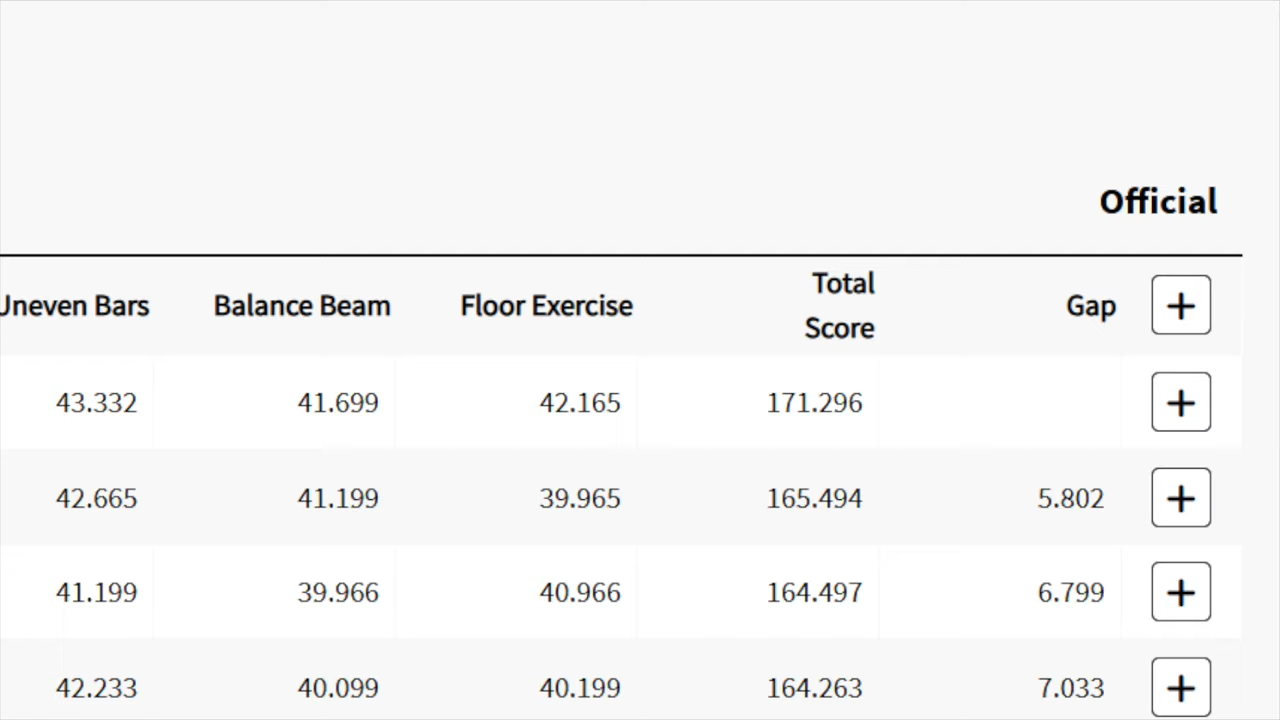 Official
Uneven Bars Balance Beam Floor Exercise Total Score Gap +
43.332 41.699 42.165 171.296 +
42.665 41.199 39.965 165.494 5.802 +
41.199 39.966 40.966 164.497 6.799 +
42.233 40.099 40.199 164.263 7.033 +